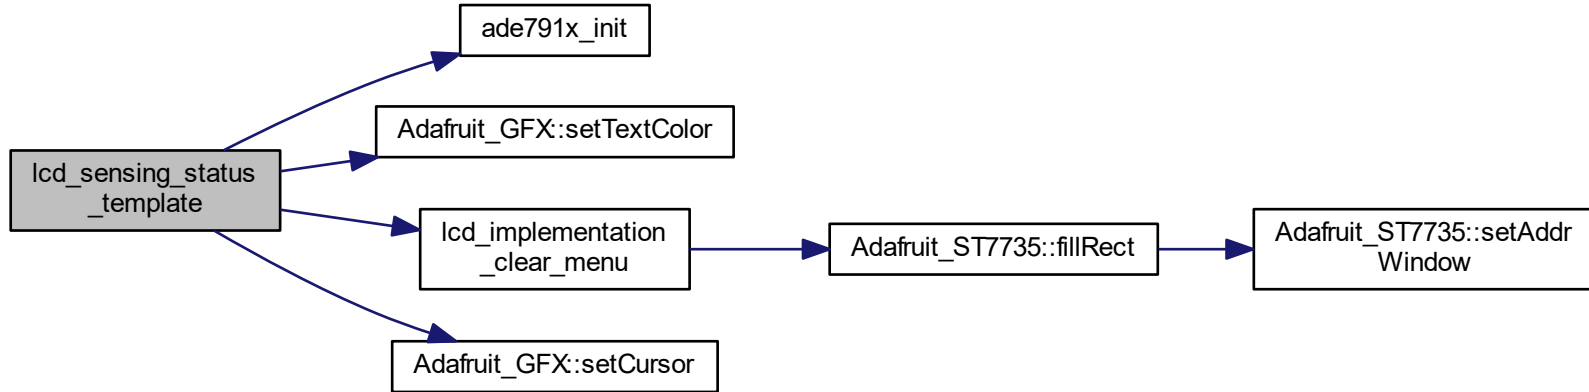 ade791x_init
Adafruit_GFX::setTextColor
lcd_sensing_status
_template
lcd_implementation
_clear_menu
Adafruit_ST7735::fillRect
Adafruit_ST7735::setAddr
Window
Adafruit_GFX::setCursor